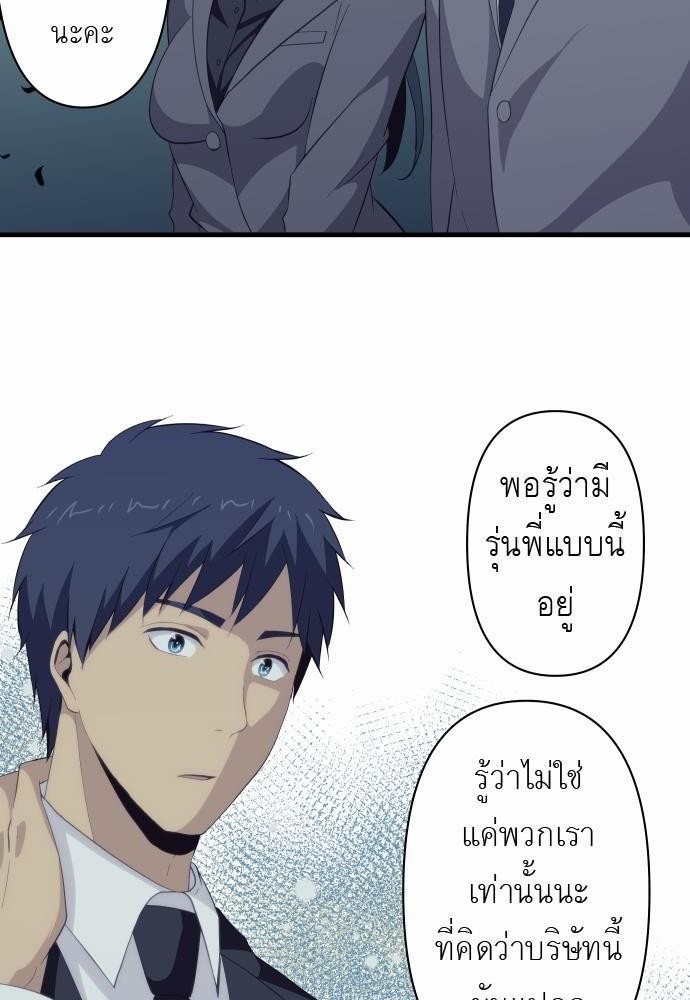 นะคะ
พอรู้ว่ามี
รุ่นพี่แบบนี้
อยู่
รู้ว่าไม่ใช่
แค่พวกเรา
เท่านั้นนะ
ที่คิดว่าบริษัทนี้